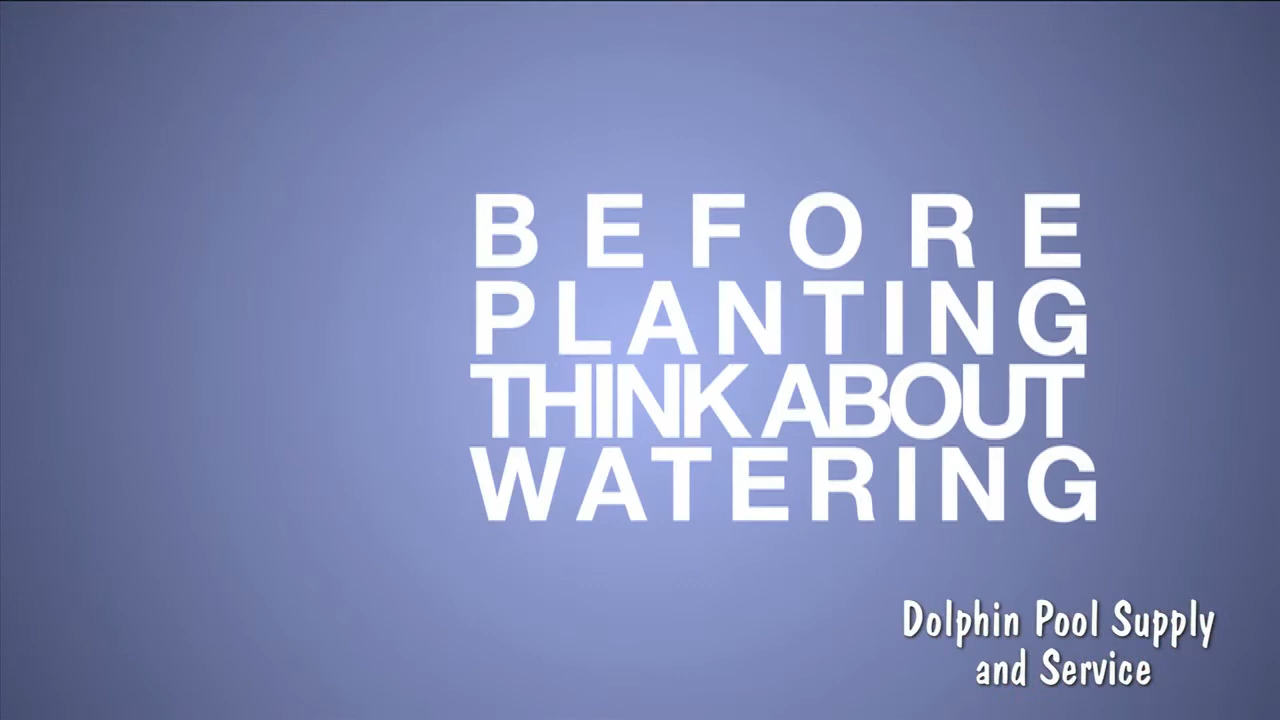 BEFORE
PLANTING
THINK ABOUT
WATERING
Dolphin Pool Supply
and Service